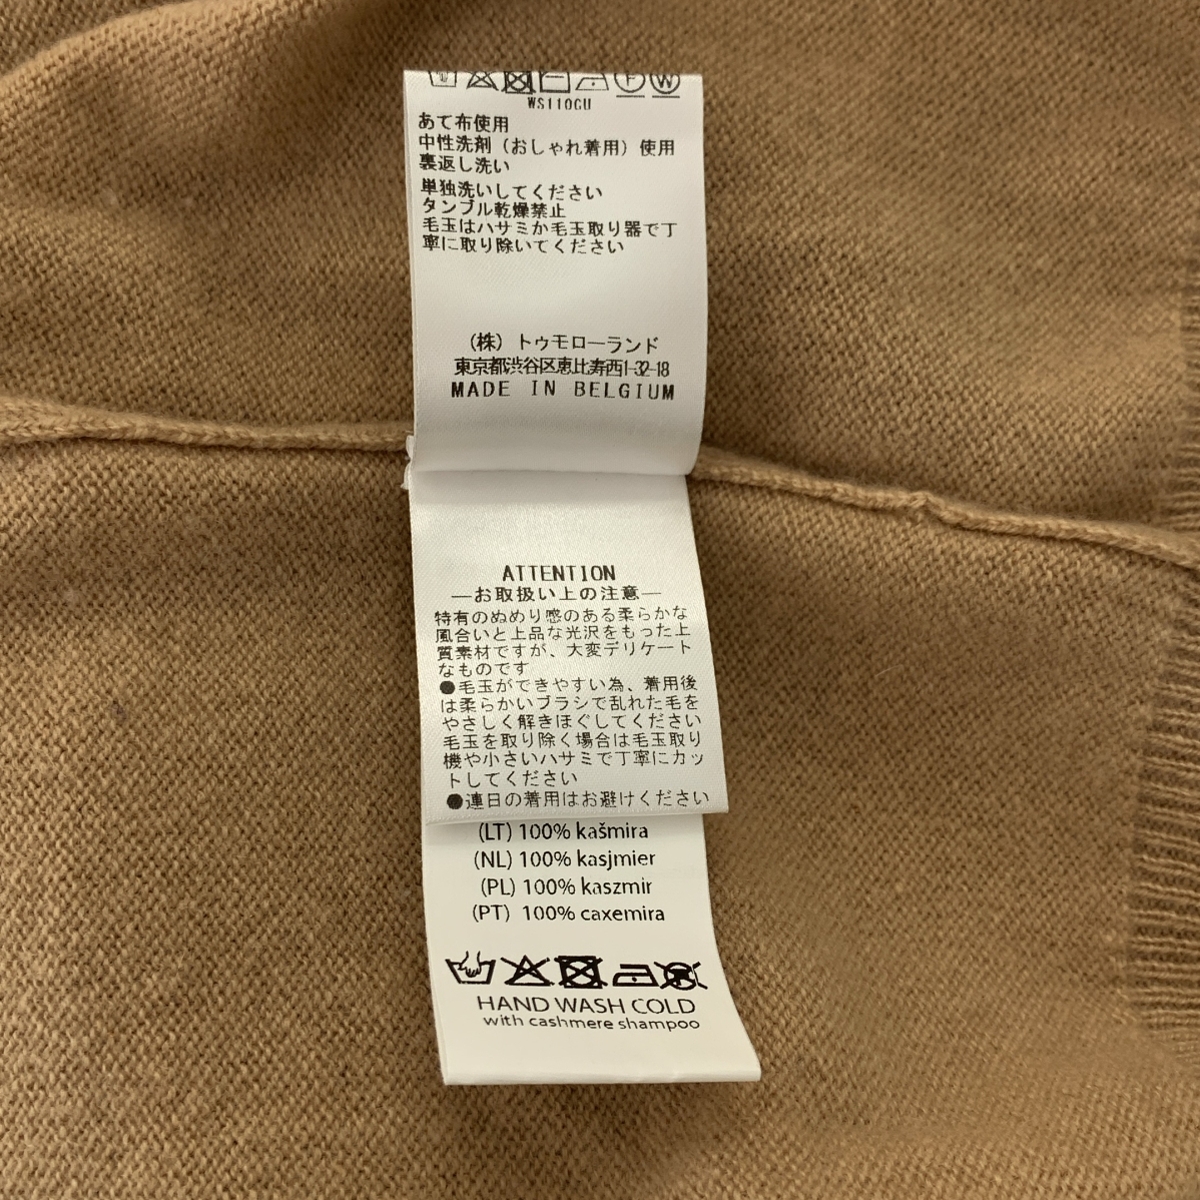 WS110GU
あて布使用
中性洗剤（おしゃれ着用）使用
裏返し洗い
単独洗いしてください
タンブル乾燥禁止
毛玉はハサミか毛玉取り器で丁
寧に取り除いてください
（株）トゥモローランド
東京都渋谷区恵比寿西1-32-18
MADE IN BELGIUM
ATTENTION
―お取扱い上の注意―
特有のぬめり感のある柔らかな
風合いと上品な光沢をもった上
質素材ですが、大変デリケート
なものです
●毛玉ができやすい為、着用後
は柔らかいブラシで乱れた毛を
やさしく解きほぐしてください
毛玉を取り除く場合は毛玉取り
機や小さいハサミで丁寧にカッ
トしてください
●連日の着用はお避けください
(LT) 100% kašmira
(NL) 100% kasjmier
(PL) 100% kaszmir
(PT) 100% caxemira
HAND WASH COLD
with cashmere shampoo